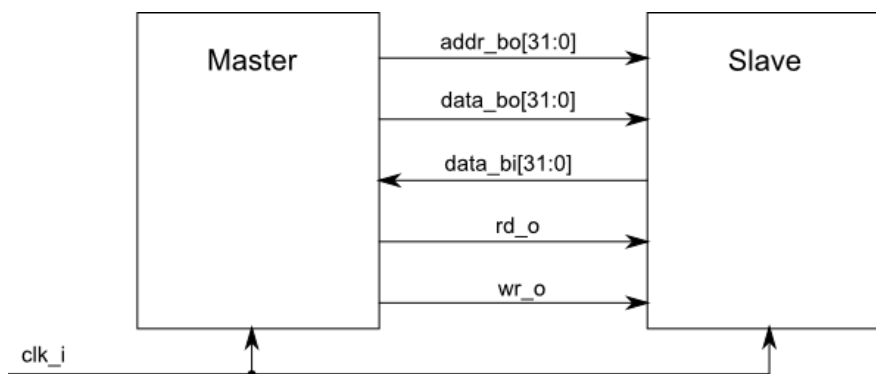 Master
Slave
addr_bo[31:0]
data_bo[31:0]
data_bi[31:0]
rd_o
wr_o
clk_i